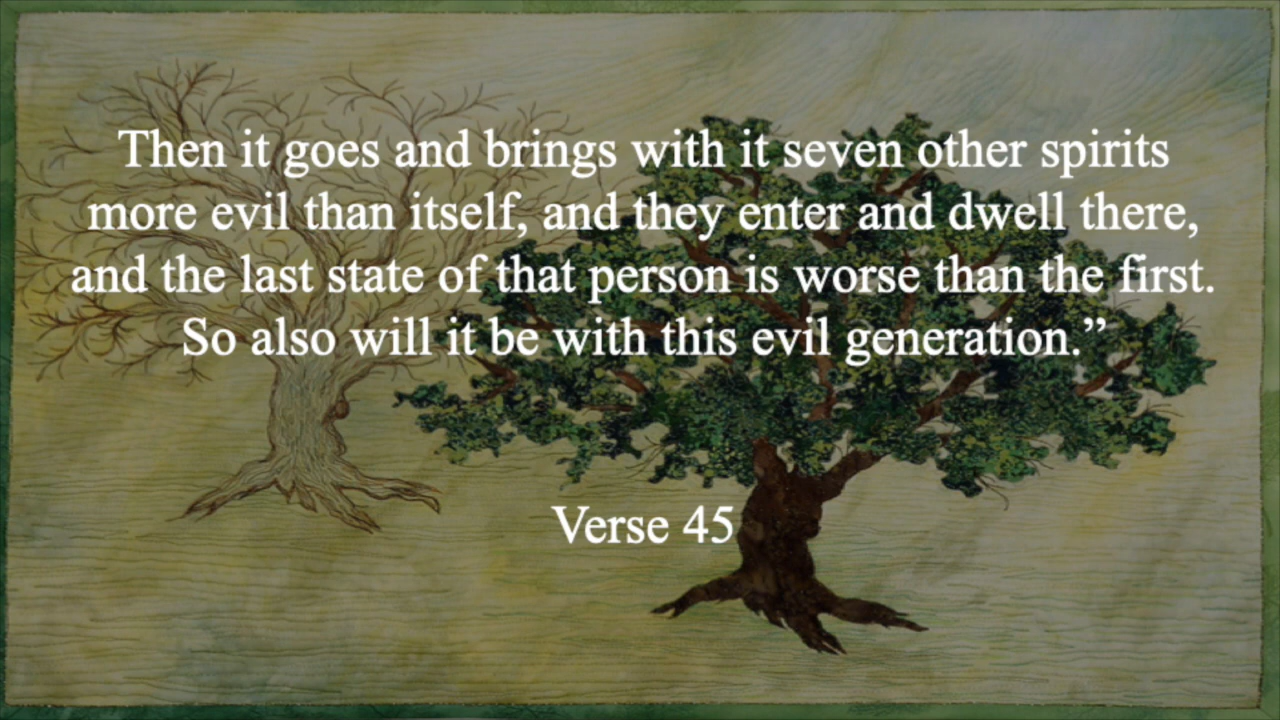 Then it goes and brings with it seven other spirits
more evil than itself, and they enter and dwell there,
and the last state of that person is worse than the first.
So also will it be with this evil generation.”
Verse 45